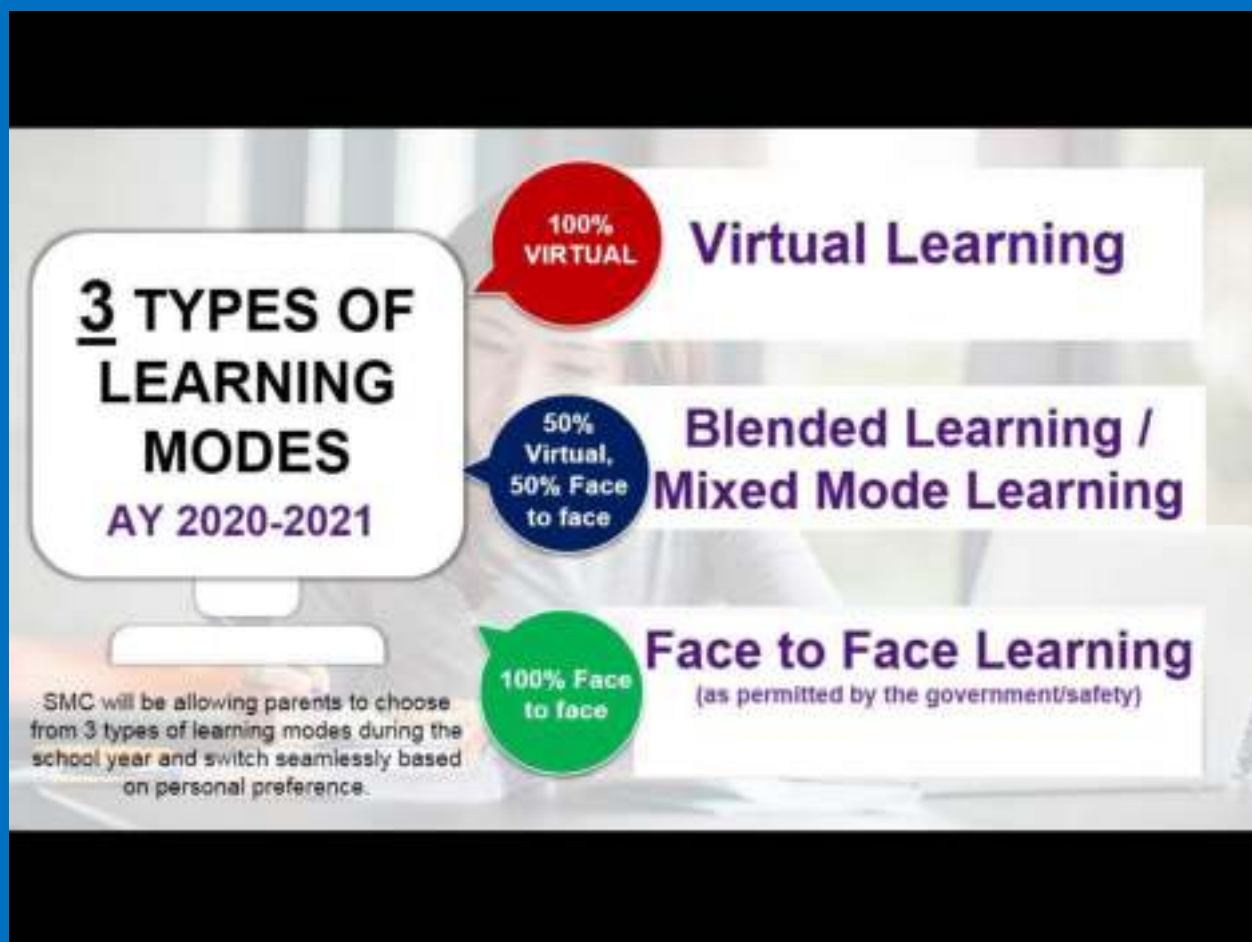 3 TYPES OF
LEARNING
MODES
AY 2020-2021
SMC will be allowing parents to choose
from 3 types of learning modes during the
school year and switch seamlessly based
on personal preference.
100%
VIRTUAL
Virtual Learning
50%
Virtual,
50% Face
to face
Blended Learning /
Mixed Mode Learning
100% Face
to face
Face to Face Learning
(as permitted by the government/safety)